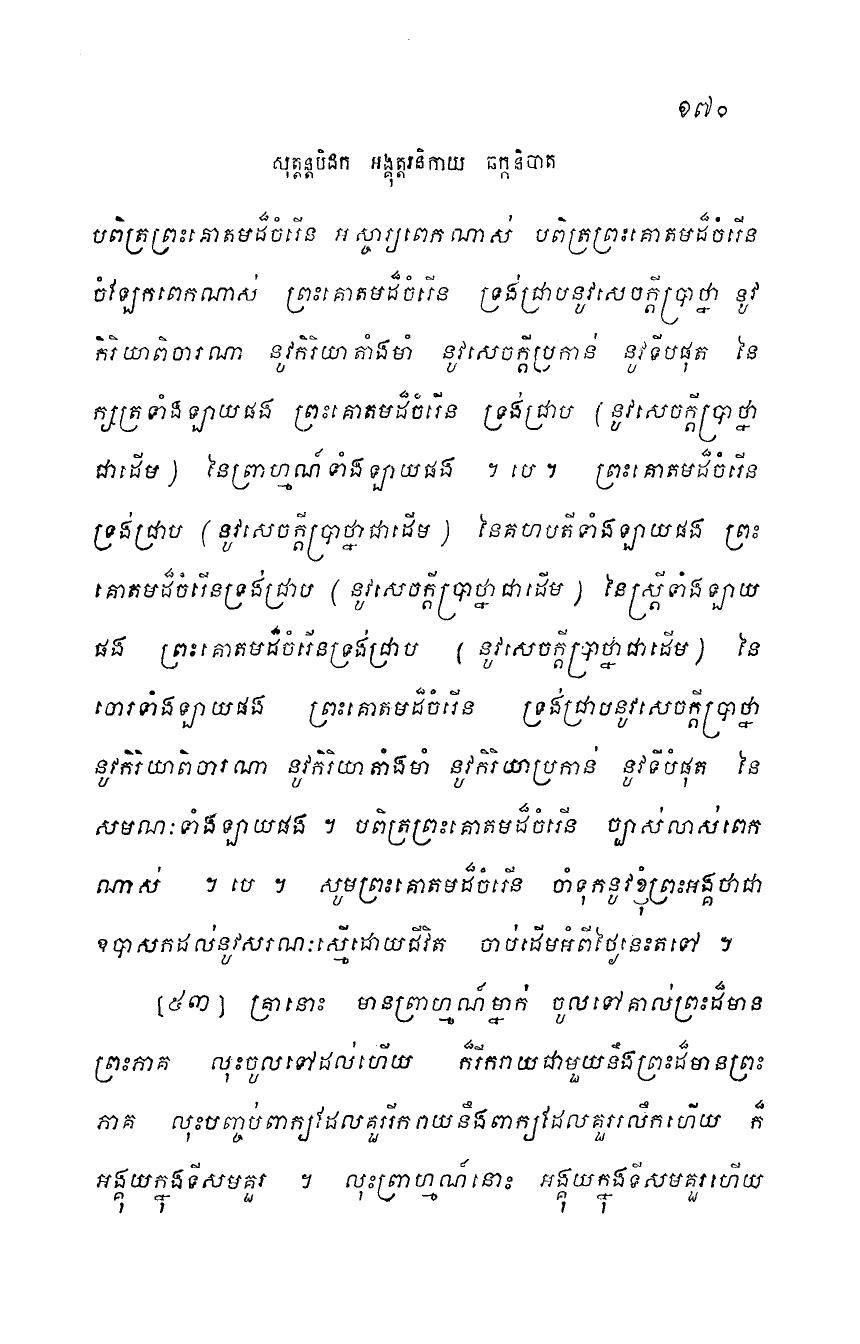 ១៧០
សុត្តន្តបិដក អង្គុត្តរនិកាយ ឆក្កនិបាត
បពិត្រព្រះគោតមដ៏ចំរើន អស្ចារ្យពេកណាស់ បពិត្រព្រះគោតមដ៏ចំរើន
ចំឡែកពេកណាស់ ព្រះគោតមដ៏ចំរើន ទ្រង់ជ្រាបនូវសេចក្តីប្រាថ្នា នូវ
កិរិយាពិចារណា នូវកិរិយាតាំងមាំ នូវសេចក្តីប្រកាន់ នូវទីបផុត នៃ
ក្សត្រទាំងឡាយផង ព្រះគោតមដ៏ចំរើន ទ្រង់ជ្រាប (នូវសេចក្តីប្រាថ្នា
ជាដើម) នៃព្រាហ្មណ៍ទាំងឡាយផង ។ បេ ។ ព្រះគោតមដ៏ចំរើន
ទ្រង់ជ្រាប (នូវសេចក្តីប្រាថ្នាជាដើម) នៃគហបតីទាំងឡាយផង ព្រះ
គោតមដ៏ចំរើនទ្រង់ជ្រាប (នូវសេចក្តីប្រាថ្នាជាដើម) នៃស្ត្រីទាំងឡាយ
ផង ព្រះគោតមដ៏ចំរើនទ្រង់ជ្រាប (នូវសេចក្តីប្រាថ្នាជាដើម) នៃ
ចោរទាំងឡាយផង ព្រះគោតមដ៏ចំរើន ទ្រង់ជ្រាបនូវសេចក្តីប្រាថ្នា
នូវកិរិយាពិចារណា នូវកិរិយាតាំងមាំ នូវកិរិយាប្រកាន់ នូវទីបំផុត នៃ
សមណៈទាំងឡាយផង ។ បពិត្រព្រះគោតមដ៏ចំរើន ច្បាស់លាស់ពេក
ណាស់ ។ បេ ។ សូមព្រះគោតមដ៏ចំរើន ចាំទុកនូវខ្ញុំព្រះអង្គថាជា
ឧបាសកដល់នូវសរណៈស្មើដោយជីវិត ចាប់ដើមអំពីថ្ងៃនេះតទៅ ។
[៥៣] គ្រានោះ មានព្រាហ្មណ៍ម្នាក់ ចូលទៅគាល់ព្រះដ៏មាន
ព្រះភាគ លុះចូលទៅដល់ហើយ ក៏រីករាយជាមួយនឹងព្រះដ៏មានព្រះ
ភាគ លុះបញ្ចប់ពាក្យដែលគួររីករាយនឹងពាក្យដែលគួររលឹកហើយ ក៏
អង្គុយក្នុងទីសមគួរ ។ លុះព្រាហ្មណ៍នោះ អង្គុយក្នុងទីសមគួរហើយ